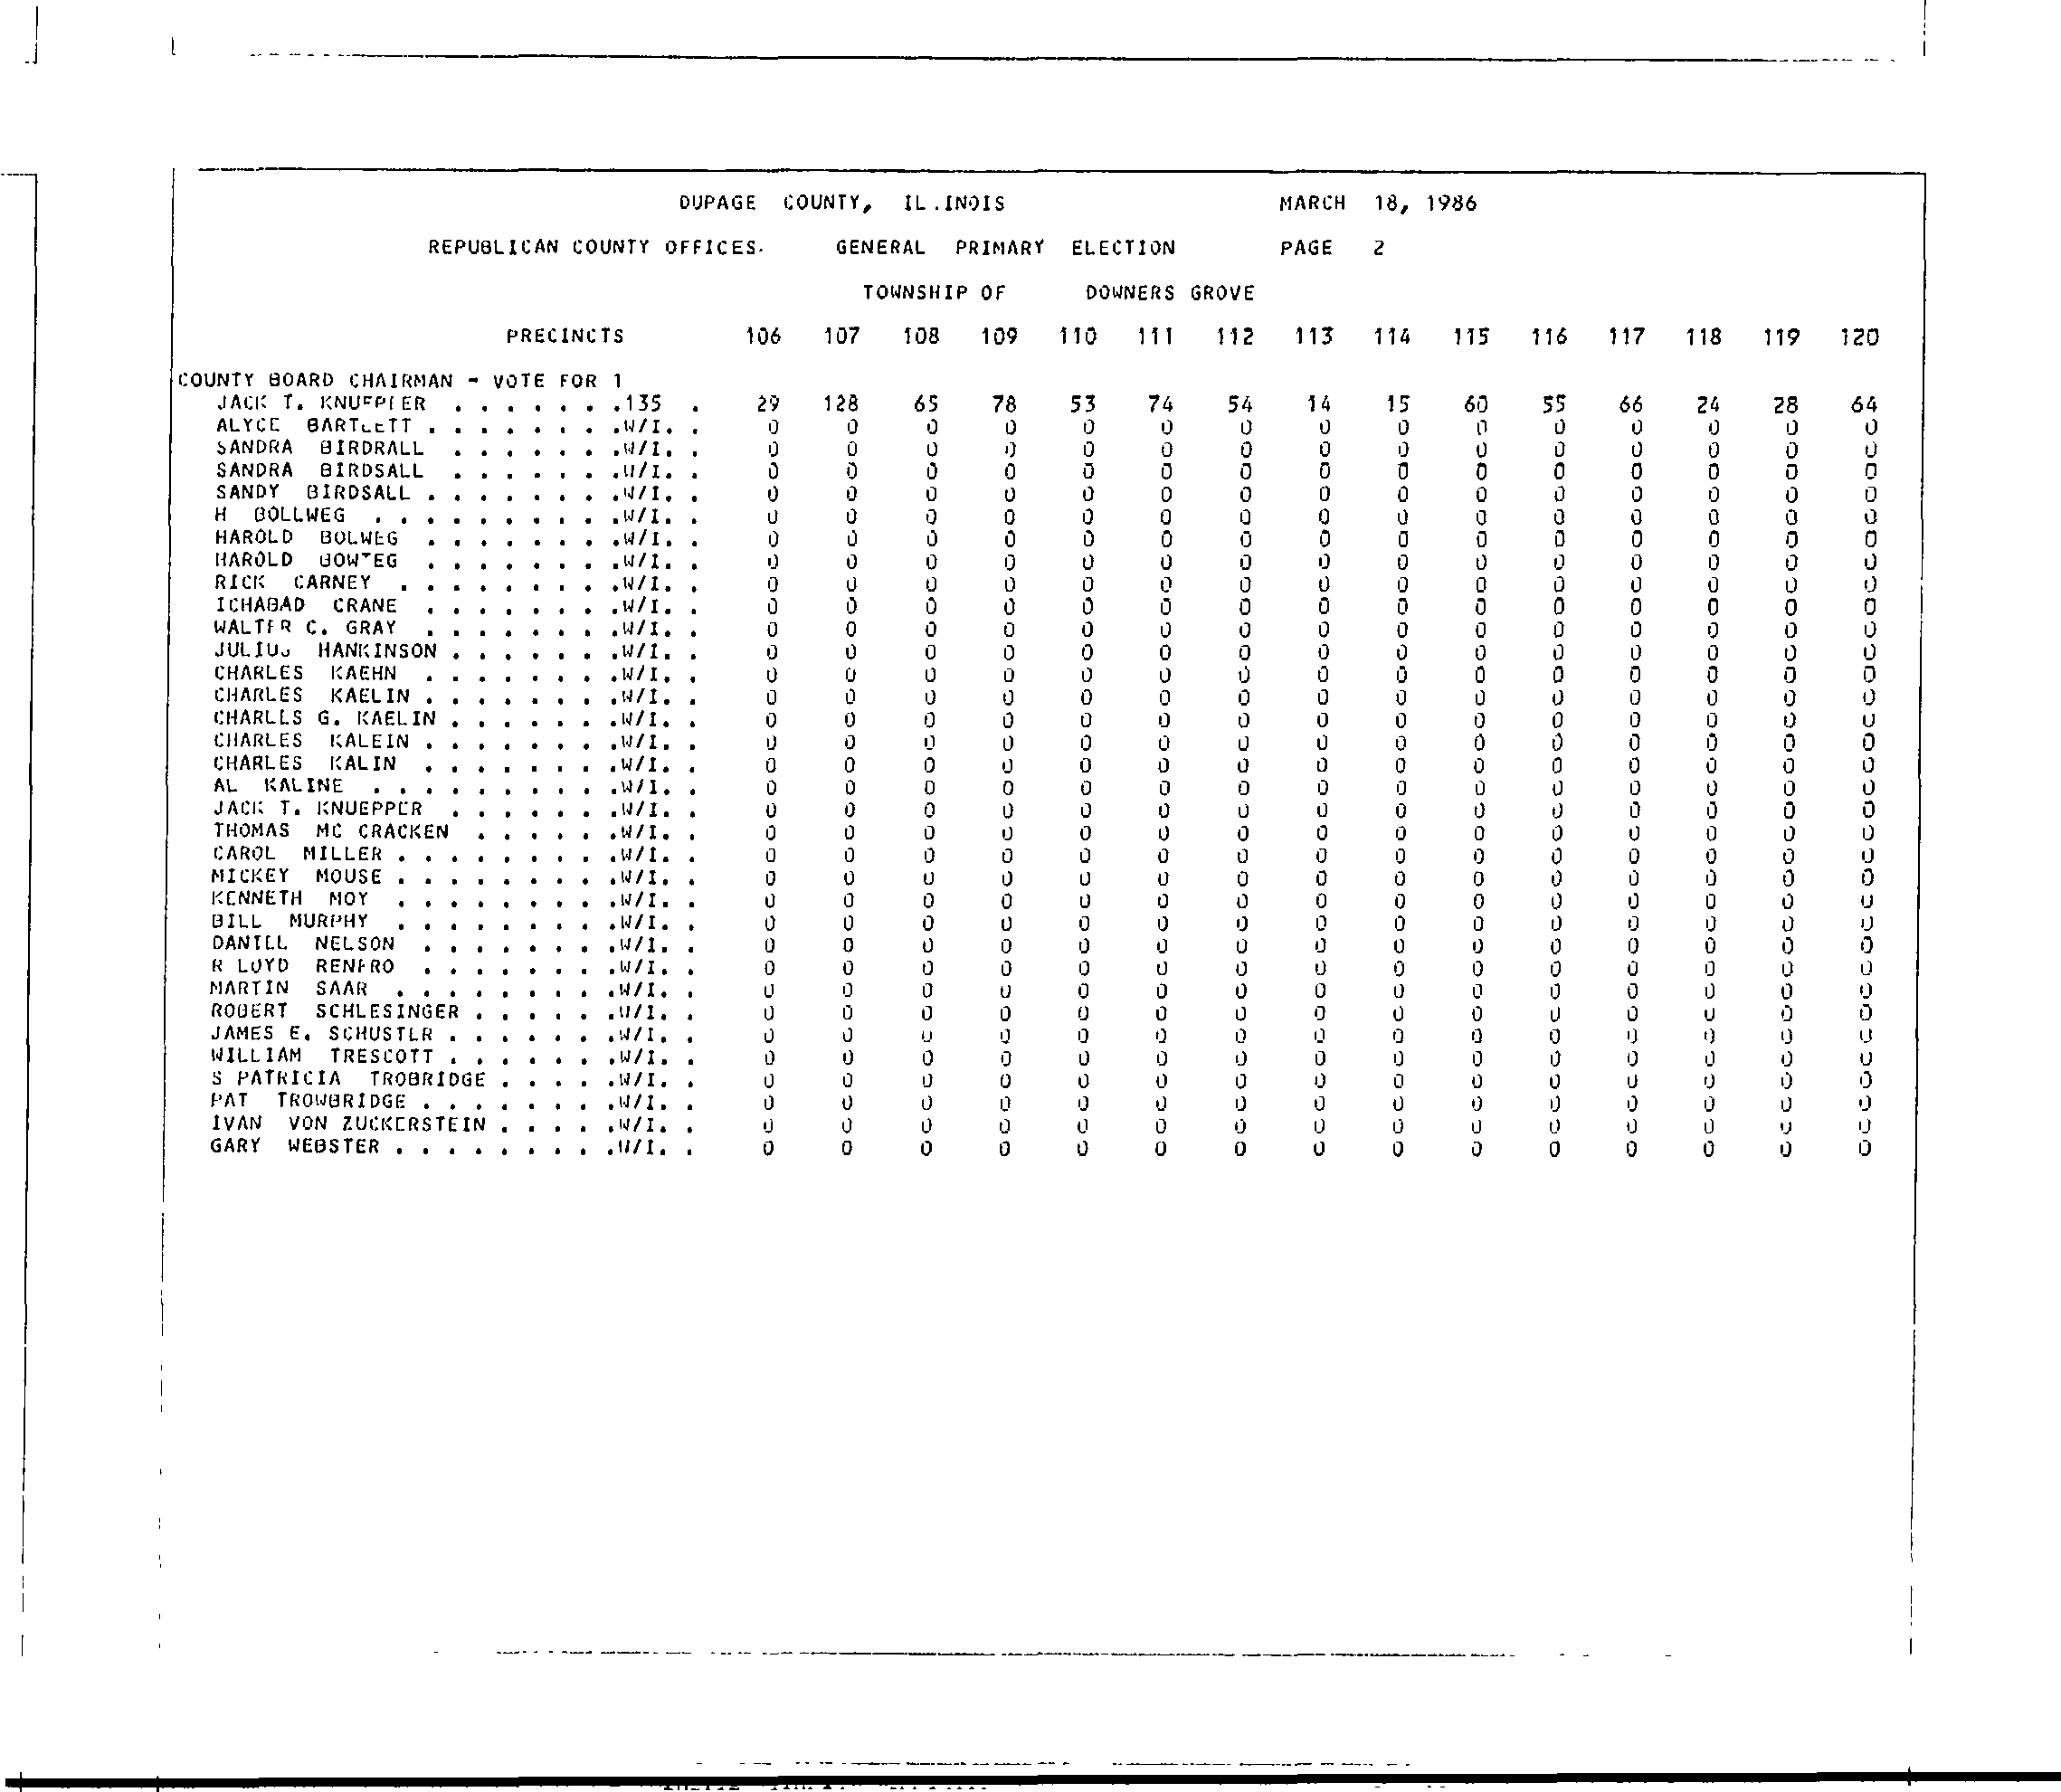 DUPAGE COUNTY, IL.INOIS MARCH 18, 1986
REPUBLICAN COUNTY OFFICES. GENERAL PRIMARY ELECTION PAGE 2
TOWNSHIP OF DOWNERS GROVE
PRECINCTS 106 107 108 109 110 111 112 113 114 115 116 117 118 119 120
COUNTY BOARD CHAIRMAN - VOTE FOR 1
JACK T. KNUEPPLER . . . . . . .135 . 29 128 65 78 53 74 54 14 15 60 55 66 24 28 64
ALYCE BARTLETT . . . . . . . .W/I. . 0 0 0 0 0 0 0 0 0 0 0 0 0 0 0
SANDRA BIRDRALL . . . . . . .W/I. . 0 0 0 0 0 0 0 0 0 0 0 0 0 0 0
SANDRA BIRDSALL . . . . . . .W/I. . 0 0 0 0 0 0 0 0 0 0 0 0 0 0 0
SANDY BIRDSALL . . . . . . . .W/I. . 0 0 0 0 0 0 0 0 0 0 0 0 0 0 0
H BOLLWEG . . . . . . . . . .W/I. . 0 0 0 0 0 0 0 0 0 0 0 0 0 0 0
HAROLD BOLWEG . . . . . . . .W/I. . 0 0 0 0 0 0 0 0 0 0 0 0 0 0 0
HAROLD . . . . . . . .W/I. . 0 0 0 0 0 0 0 0 0 0 0 0 0 0 0
RICK CARNEY . . . . . . . . .W/I. . 0 0 0 0 0 0 0 0 0 0 0 0 0 0 0
ICHABAD CRANE . . . . . . . .W/I. . 0 0 0 0 0 0 0 0 0 0 0 0 0 0 0
WALTER C. GRAY . . . . . . . .W/I. . 0 0 0 0 0 0 0 0 0 0 0 0 0 0 0
JULIUS HANKINSON . . . . . . .W/I. . 0 0 0 0 0 0 0 0 0 0 0 0 0 0 0
CHARLES KAEHN . . . . . . . .W/I. . 0 0 0 0 0 0 0 0 0 0 0 0 0 0 0
CHARLES KAELIN . . . . . . . .W/I. . 0 0 0 0 0 0 0 0 0 0 0 0 0 0 0
CHARLES G. KAELIN . . . . . . .W/I. . 0 0 0 0 0 0 0 0 0 0 0 0 0 0 0
CHARLES KALEIN . . . . . . . .W/I. . 0 0 0 0 0 0 0 0 0 0 0 0 0 0 0
CHARLES KALIN . . . . . . . .W/I. . 0 0 0 0 0 0 0 0 0 0 0 0 0 0 0
AL KALINE . . . . . . . . . .W/I. . 0 0 0 0 0 0 0 0 0 0 0 0 0 0 0
JACK T. KNUEPPER . . . . . . .W/I. . 0 0 0 0 0 0 0 0 0 0 0 0 0 0 0
THOMAS MC CRACKEN . . . . . .W/I. . 0 0 0 0 0 0 0 0 0 0 0 0 0 0 0
CAROL MILLER . . . . . . . . .W/I. . 0 0 0 0 0 0 0 0 0 0 0 0 0 0 0
MICKEY MOUSE . . . . . . . . .W/I. . 0 0 0 0 0 0 0 0 0 0 0 0 0 0 0
KENNETH MOY . . . . . . . . .W/I. . 0 0 0 0 0 0 0 0 0 0 0 0 0 0 0
BILL MURPHY . . . . . . . . .W/I. . 0 0 0 0 0 0 0 0 0 0 0 0 0 0 0
DANIEL NELSON . . . . . . . .W/I. . 0 0 0 0 0 0 0 0 0 0 0 0 0 0 0
R LOYD RENFRO . . . . . . . .W/I. . 0 0 0 0 0 0 0 0 0 0 0 0 0 0 0
MARTIN SAAR . . . . . . . . .W/I. . 0 0 0 0 0 0 0 0 0 0 0 0 0 0 0
ROBERT SCHLESINGER . . . . . .W/I. . 0 0 0 0 0 0 0 0 0 0 0 0 0 0 0
JAMES E. SCHUSTER . . . . . . .W/I. . 0 0 0 0 0 0 0 0 0 0 0 0 0 0 0
WILLIAM TRESCOTT . . . . . . .W/I. . 0 0 0 0 0 0 0 0 0 0 0 0 0 0 0
S PATRICIA TROBRIDGE . . . . .W/I. . 0 0 0 0 0 0 0 0 0 0 0 0 0 0 0
PAT TROWBRIDGE . . . . . . . .W/I. . 0 0 0 0 0 0 0 0 0 0 0 0 0 0 0
IVAN VON ZUCKERSTEIN . . . . .W/I. . 0 0 0 0 0 0 0 0 0 0 0 0 0 0 0
GARY WEBSTER . . . . . . . . .W/I. . 0 0 0 0 0 0 0 0 0 0 0 0 0 0 0